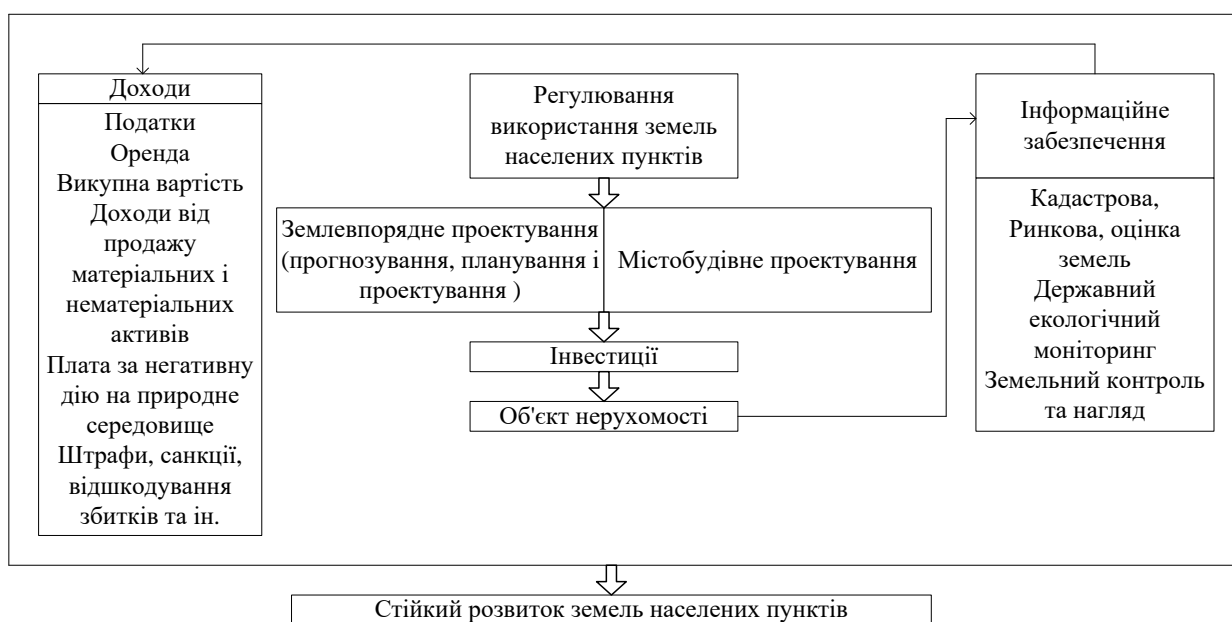 Доходи
Податки
Оренда
Викупна вартість
Доходи від
продажу
матеріальних і
нематеріальних
активів
Плата за негативну
дію на природне
середовище
Штрафи, санкції,
відшкодування
збитків та ін.
Регулювання
використання земель
населених пунктів
Землевпорядне проектування
(прогнозування, планування і
проектування )
Містобудівне проектування
Інвестиції
Об'єкт нерухомості
Інформаційне
забезпечення
Кадастрова,
Ринкова, оцінка
земель
Державний
екологічний
моніторинг
Земельний контроль
та нагляд
Стійкий розвиток земель населених пунктів